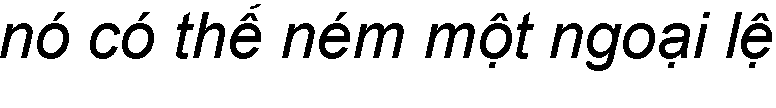 nó có thể ném một ngoại lệ